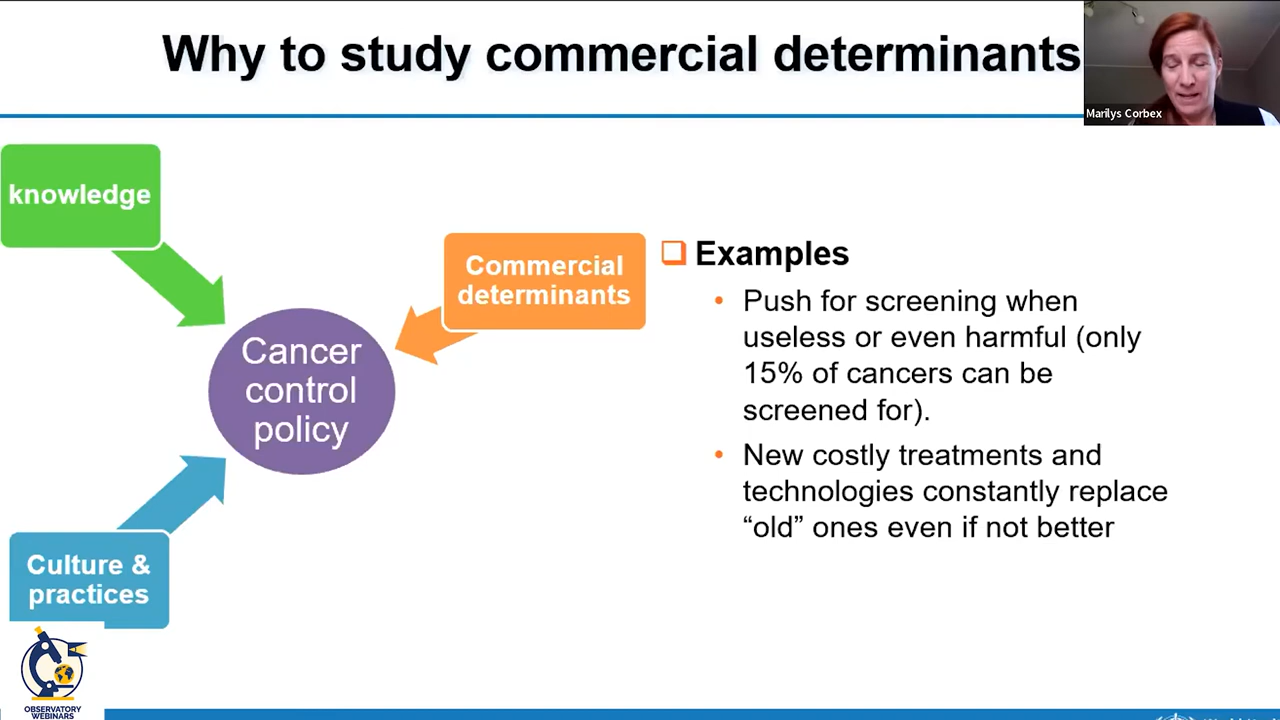 Why to study commercial determinants
Marilys Corbex
knowledge
Commercial
determinants
Cancer
control
policy
Culture &
practices
Examples
Push for screening when
useless or even harmful (only
15% of cancers can be
screened for).
New costly treatments and
technologies constantly replace
“old” ones even if not better
OBSERVATORY
WEBINARS